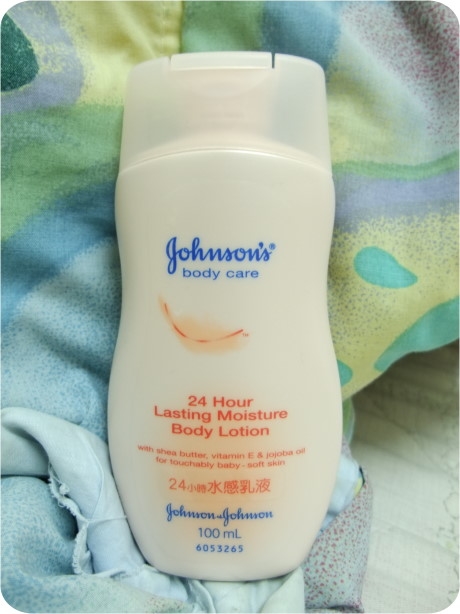 Johnson's®
body care
™
24 Hour
Lasting Moisture
Body Lotion
with shea butter, vitamin E & jojoba oil
for touchably baby-soft skin
24小時水感乳液
Johnson & Johnson
100 mL
6053265